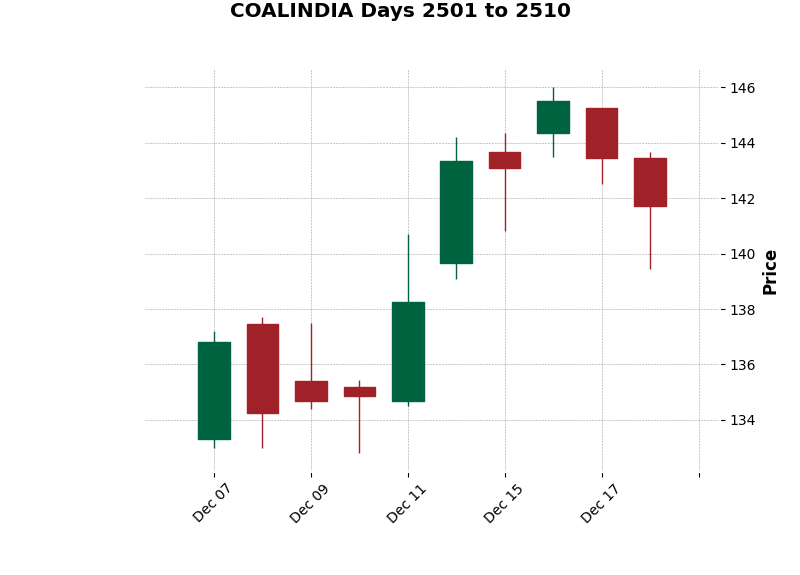 COALINDIA Days 2501 to 2510
146
144
142
140
138
136
134
Price
Dec 07
Dec 09
Dec 11
Dec 15
Dec 17